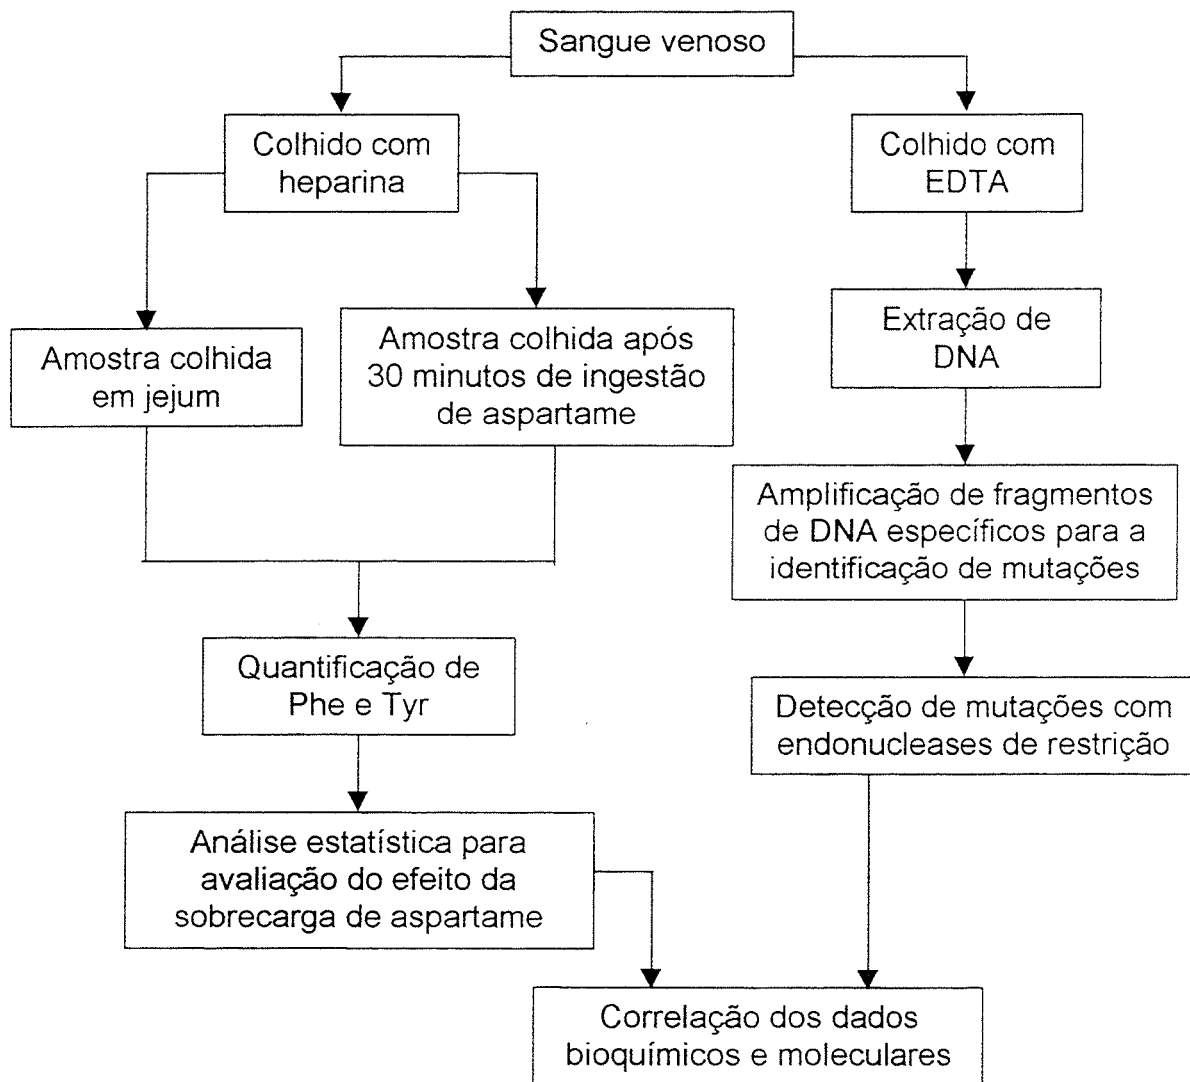 Sangue venoso
Colhido com
heparina
Colhido com
EDTA
Amostra colhida
em jejum
Amostra colhida após
30 minutos de ingestão
de aspartame
Extração de
DNA
Amplificação de fragmentos
de DNA específicos para a
identificação de mutações
Quantificação de
Phe e Tyr
Detecção de mutações com
endonucleases de restrição
Análise estatística para
avaliação do efeito da
sobrecarga de aspartame
Correlação dos dados
bioquímicos e moleculares